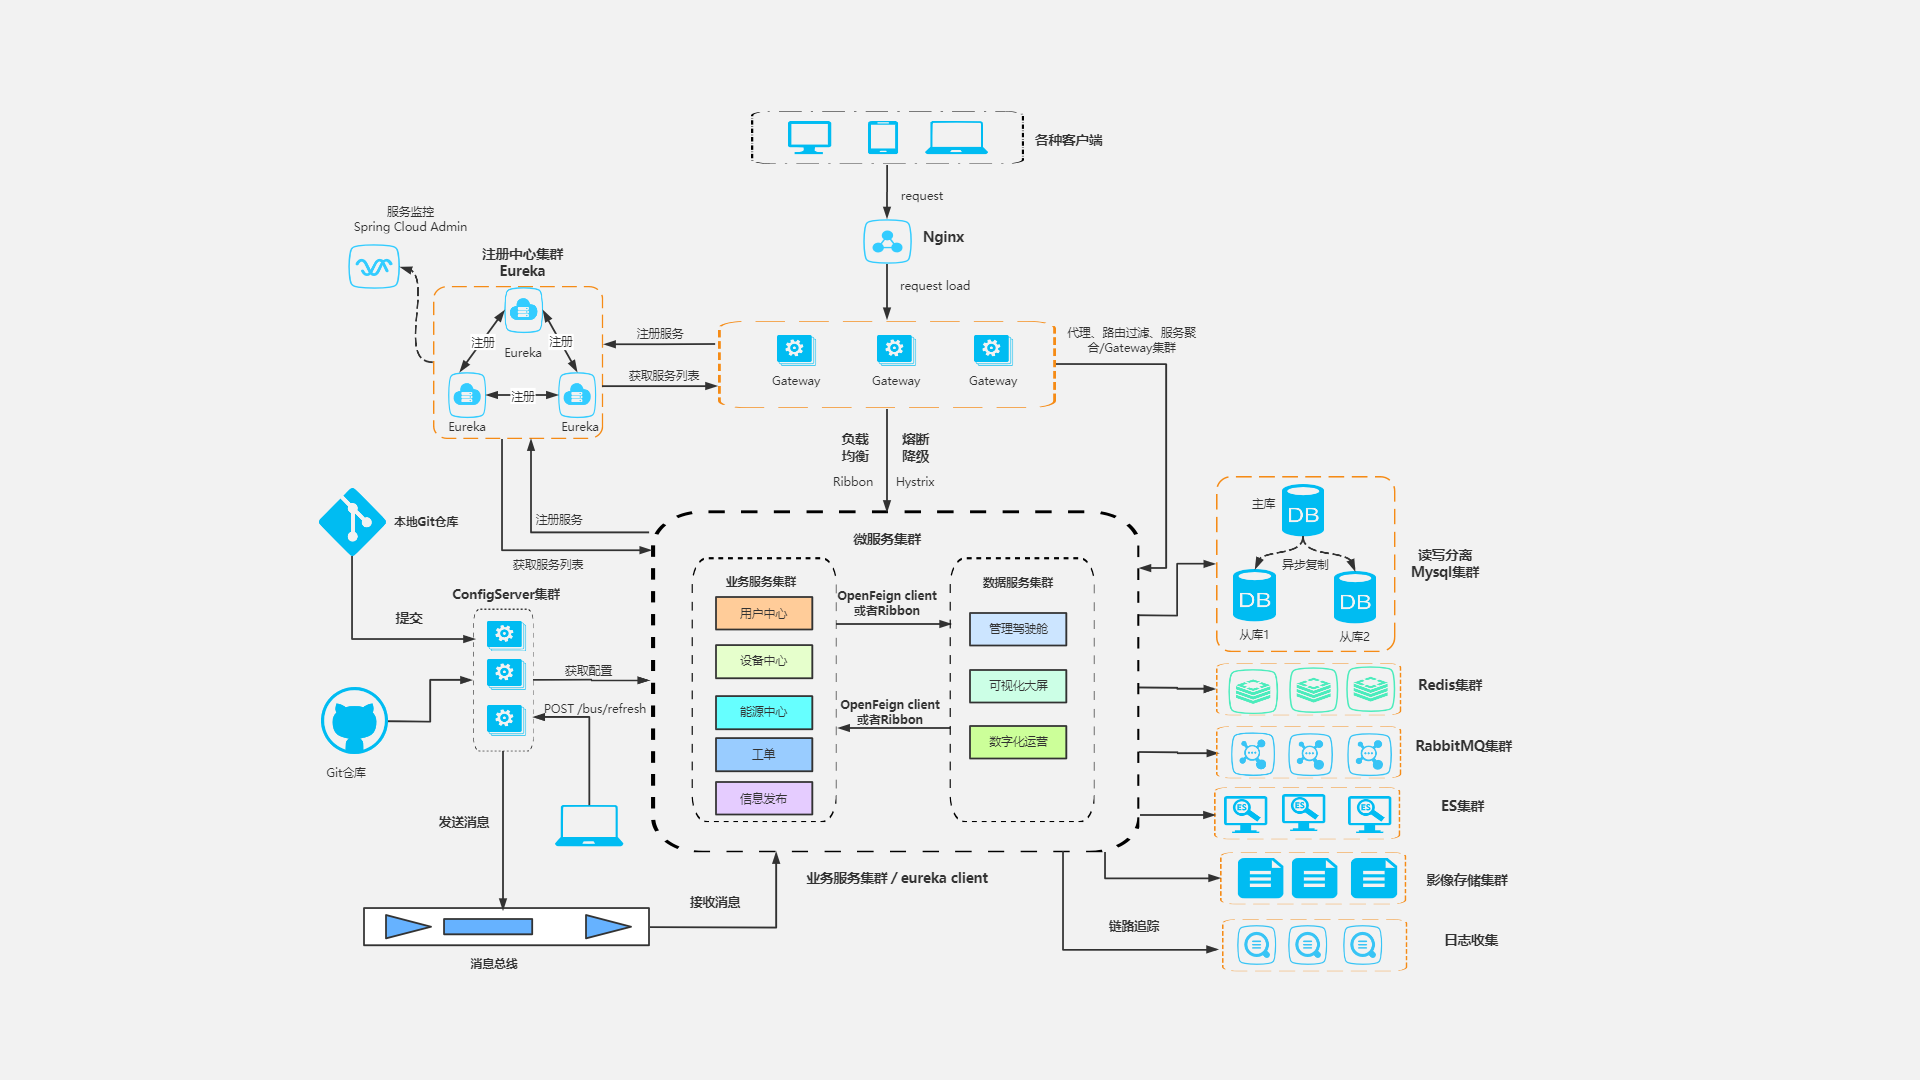 各种客户端
request
Nginx
request load
服务监控
Spring Cloud Admin
注册中心集群
Eureka
注册
注册
Eureka
注册
Eureka
Eureka
注册服务
获取服务列表
Gateway
Gateway
Gateway
代理、路由过滤、服务聚
合/Gateway集群
负载
均衡
熔断
降级
Ribbon
Hystrix
注册服务
获取服务列表
本地Git仓库
提交
Git仓库
ConfigServer集群
获取配置
POST /bus/refresh
发送消息
消息总线
接收消息
微服务集群
业务服务集群
用户中心
设备中心
能源中心
工单
信息发布
OpenFeign client
或者Ribbon
OpenFeign client
或者Ribbon
数据服务集群
管理驾驶舱
可视化大屏
数字化运营
业务服务集群 / eureka client
主库
DB
异步复制
DB
DB
从库1
从库2
读写分离
Mysql集群
Redis集群
RabbitMQ集群
ES
ES
ES
ES集群
影像存储集群
链路追踪
日志收集